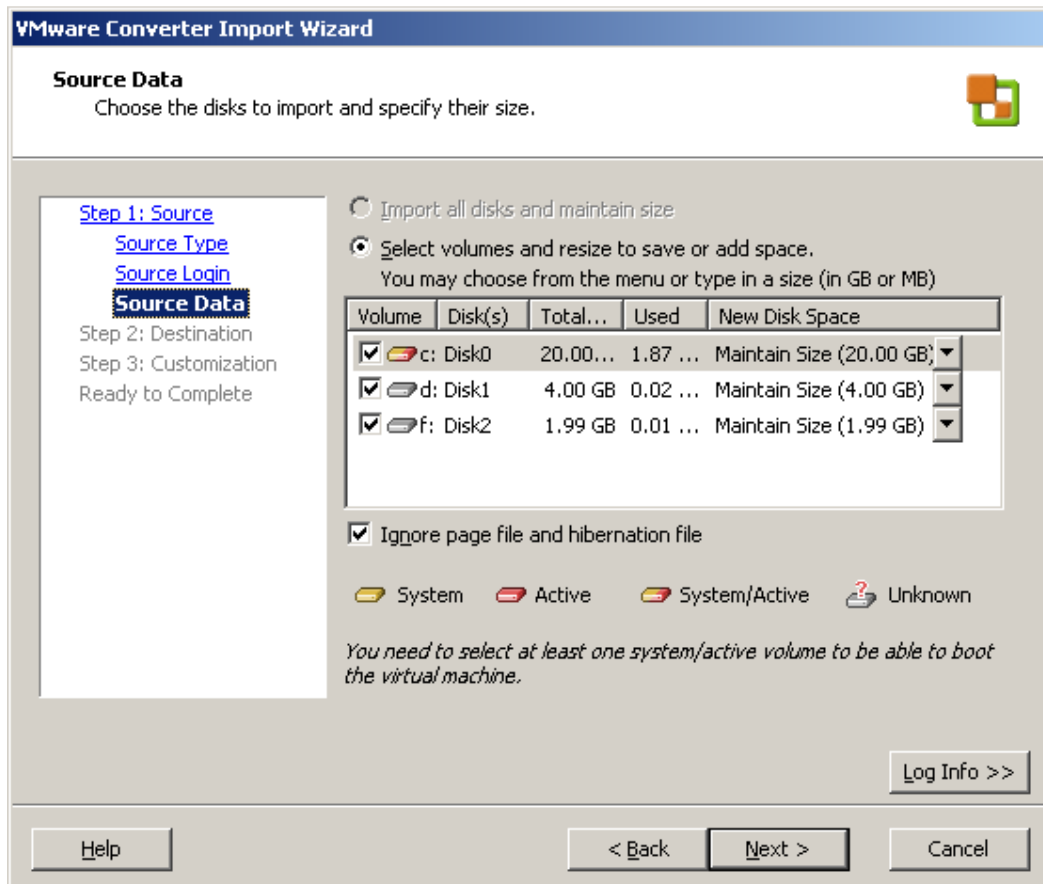 VMware Converter Import Wizard
Source Data
Choose the disks to import and specify their size.
Step 1: Source
Source Type
Source Login
Source Data
Step 2: Destination
Step 3: Customization
Ready to Complete
Import all disks and maintain size
Select volumes and resize to save or add space.
You may choose from the menu or type in a size (in GB or MB)
Volume Disk(s) Total... Used New Disk Space
c: Disk0 20.00... 1.87 ... Maintain Size (20.00 GB)
d: Disk1 4.00 GB 0.02 ... Maintain Size (4.00 GB)
f: Disk2 1.99 GB 0.01 ... Maintain Size (1.99 GB)
Ignore page file and hibernation file
System Active System/Active ? Unknown
You need to select at least one system/active volume to be able to boot
the virtual machine.
Log Info >>
Help < Back Next > Cancel